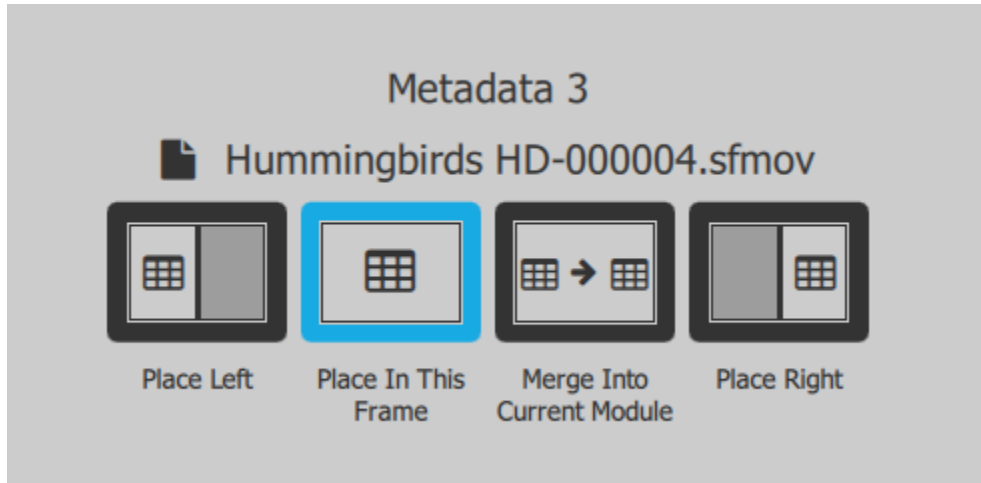 Metadata 3
Hummingbirds HD-000004.sfmov
Place Left
Place In This
Frame
Merge Into
Current Module
Place Right